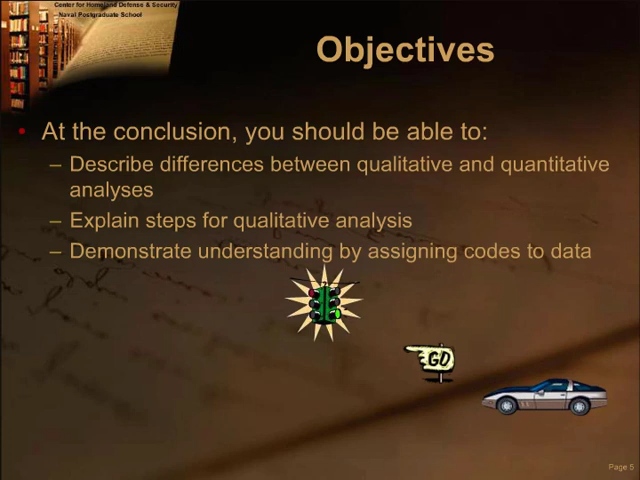 Center for Homeland Defense & Security
Naval Postgraduate School
Objectives
• At the conclusion, you should be able to:
– Describe differences between qualitative and quantitative
analyses
– Explain steps for qualitative analysis
– Demonstrate understanding by assigning codes to data
GO
Page 5